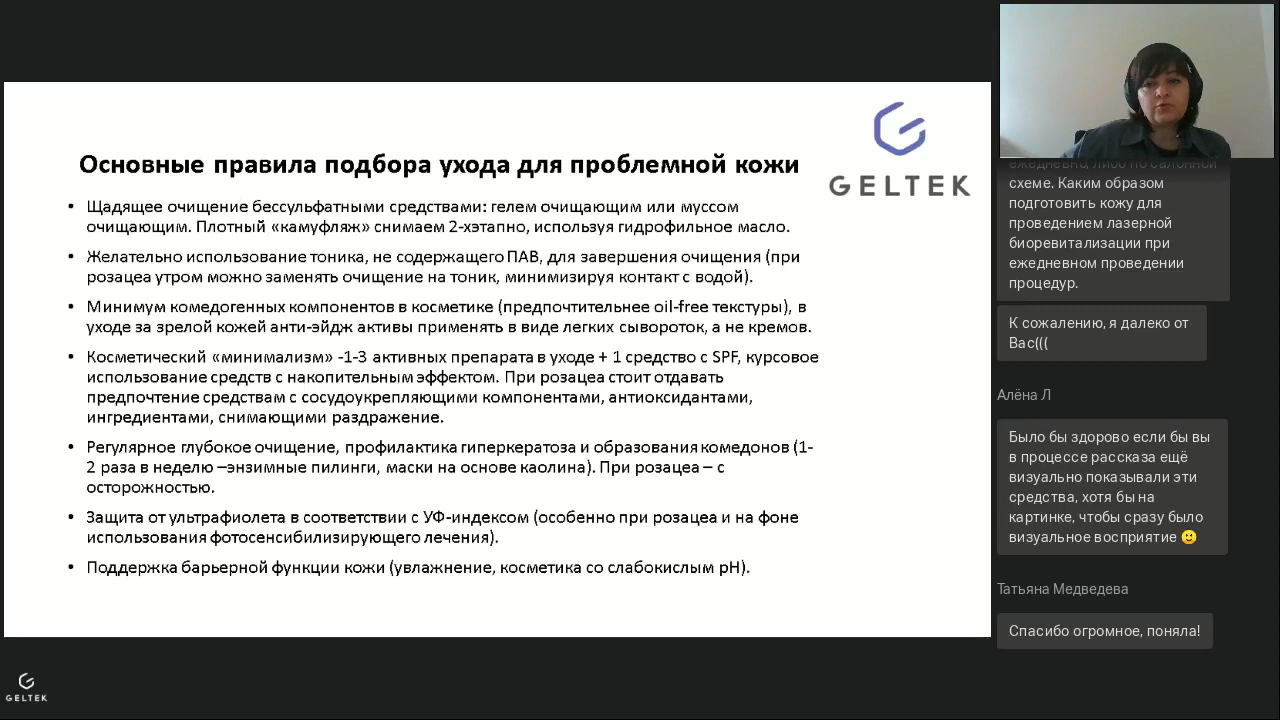 Основные правила подбора ухода для проблемной кожи
GELTEK
• Щадящее очищение бессульфатными средствами: гелем очищающим или муссом
очищающим. Плотный «камуфляж» снимаем 2-хэтапно, используя гидрофильное масло.
• Желательно использование тоника, не содержащего ПАВ, для завершения очищения (при
розацеа утром можно заменять очищение на тоник, минимизируя контакт с водой).
• Минимум комедогенных компонентов в косметике (предпочтительнее oil-free текстуры), в
уходе за зрелой кожей анти-эйдж активы применять в виде легких сывороток, а не кремов.
• Косметический «минимализм» -1-3 активных препарата в уходе + 1 средство с SPF, курсовое
использование средств с накопительным эффектом. При розацеа стоит отдавать
предпочтение средствам с сосудоукрепляющими компонентами, антиоксидантами,
ингредиентами, снимающими раздражение.
• Регулярное глубокое очищение, профилактика гиперкератоза и образования комедонов (1-
2 раза в неделю –энзимные пилинги, маски на основе каолина). При розацеа – с
осторожностью.
• Защита от ультрафиолета в соответствии с УФ-индексом (особенно при розацеа и на фоне
использования фотосенсибилизирующего лечения).
• Поддержка барьерной функции кожи (увлажнение, косметика со слабокислым pH).
GELTEK
ежедневно, либо по салонной
схеме. Каким образом
подготовить кожу для
проведением лазерной
биоревитализации при
ежедневном проведении
процедур.
К сожалению, я далеко от
Вас(((
Алёна Л
Было бы здорово если бы вы
в процессе рассказа ещё
визуально показывали эти
средства, хотя бы на
картинке, чтобы сразу было
визуальное восприятие 🙂
Татьяна Медведева
Спасибо огромное, поняла!